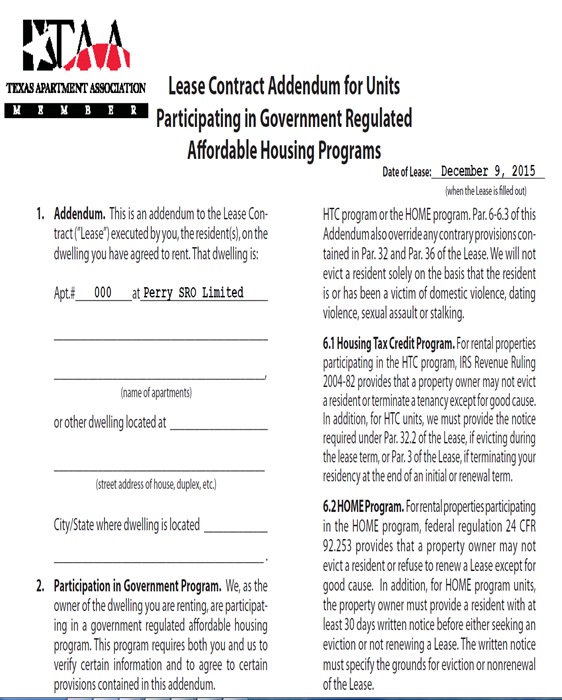 TAA
TEXAS APARTMENT ASSOCIATION
M E M B E R
Lease Contract Addendum for Units
Participating in Government Regulated
Affordable Housing Programs
Date of Lease: December 9, 2015
(when the Lease is filled out)
1. Addendum. This is an addendum to the Lease Con-
tract ("Lease") executed by you, the resident(s), on the
dwelling you have agreed to rent. That dwelling is:
Apt.# 000 at Perry SRO Limited
,
(name of apartments)
or other dwelling located at
(street address of house, duplex, etc.)
City/State where dwelling is located
.
2. Participation in Government Program. We, as the
owner of the dwelling you are renting, are participat-
ing in a government regulated affordable housing
program. This program requires both you and us to
verify certain information and to agree to certain
provisions contained in this addendum.
HTC program or the HOME program. Par. 6-6.3 of this
Addendum also override any contrary provisions con-
tained in Par. 32 and Par. 36 of the Lease. We will not
evict a resident solely on the basis that the resident
is or has been a victim of domestic violence, dating
violence, sexual assault or stalking.
6.1 Housing Tax Credit Program. For rental properties
participating in the HTC program, IRS Revenue Ruling
2004-82 provides that a property owner may not evict
a resident or terminate a tenancy except for good cause.
In addition, for HTC units, we must provide the notice
required under Par. 32.2 of the Lease, if evicting during
the lease term, or Par. 3 of the Lease, if terminating your
residency at the end of an initial or renewal term.
6.2 HOME Program. For rental properties participating
in the HOME program, federal regulation 24 CFR
92.253 provides that a property owner may not
evict a resident or refuse to renew a Lease except for
good cause. In addition, for HOME program units,
the property owner must provide a resident with at
least 30 days written notice before either seeking an
eviction or not renewing a Lease. The written notice
must specify the grounds for eviction or nonrenewal
of the Lease.